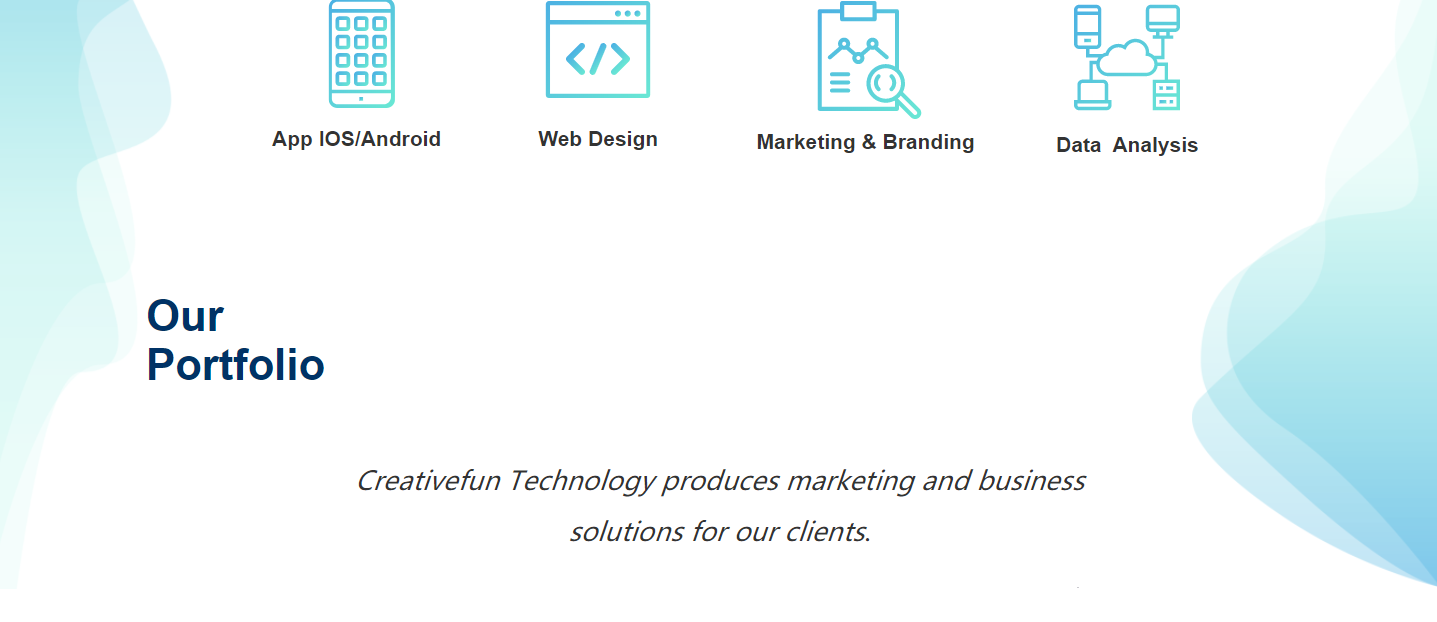 App IOS/Android
Web Design
Marketing & Branding
Data  Analysis
Our
Portfolio
Creativefun Technology produces marketing and business
solutions for our clients.